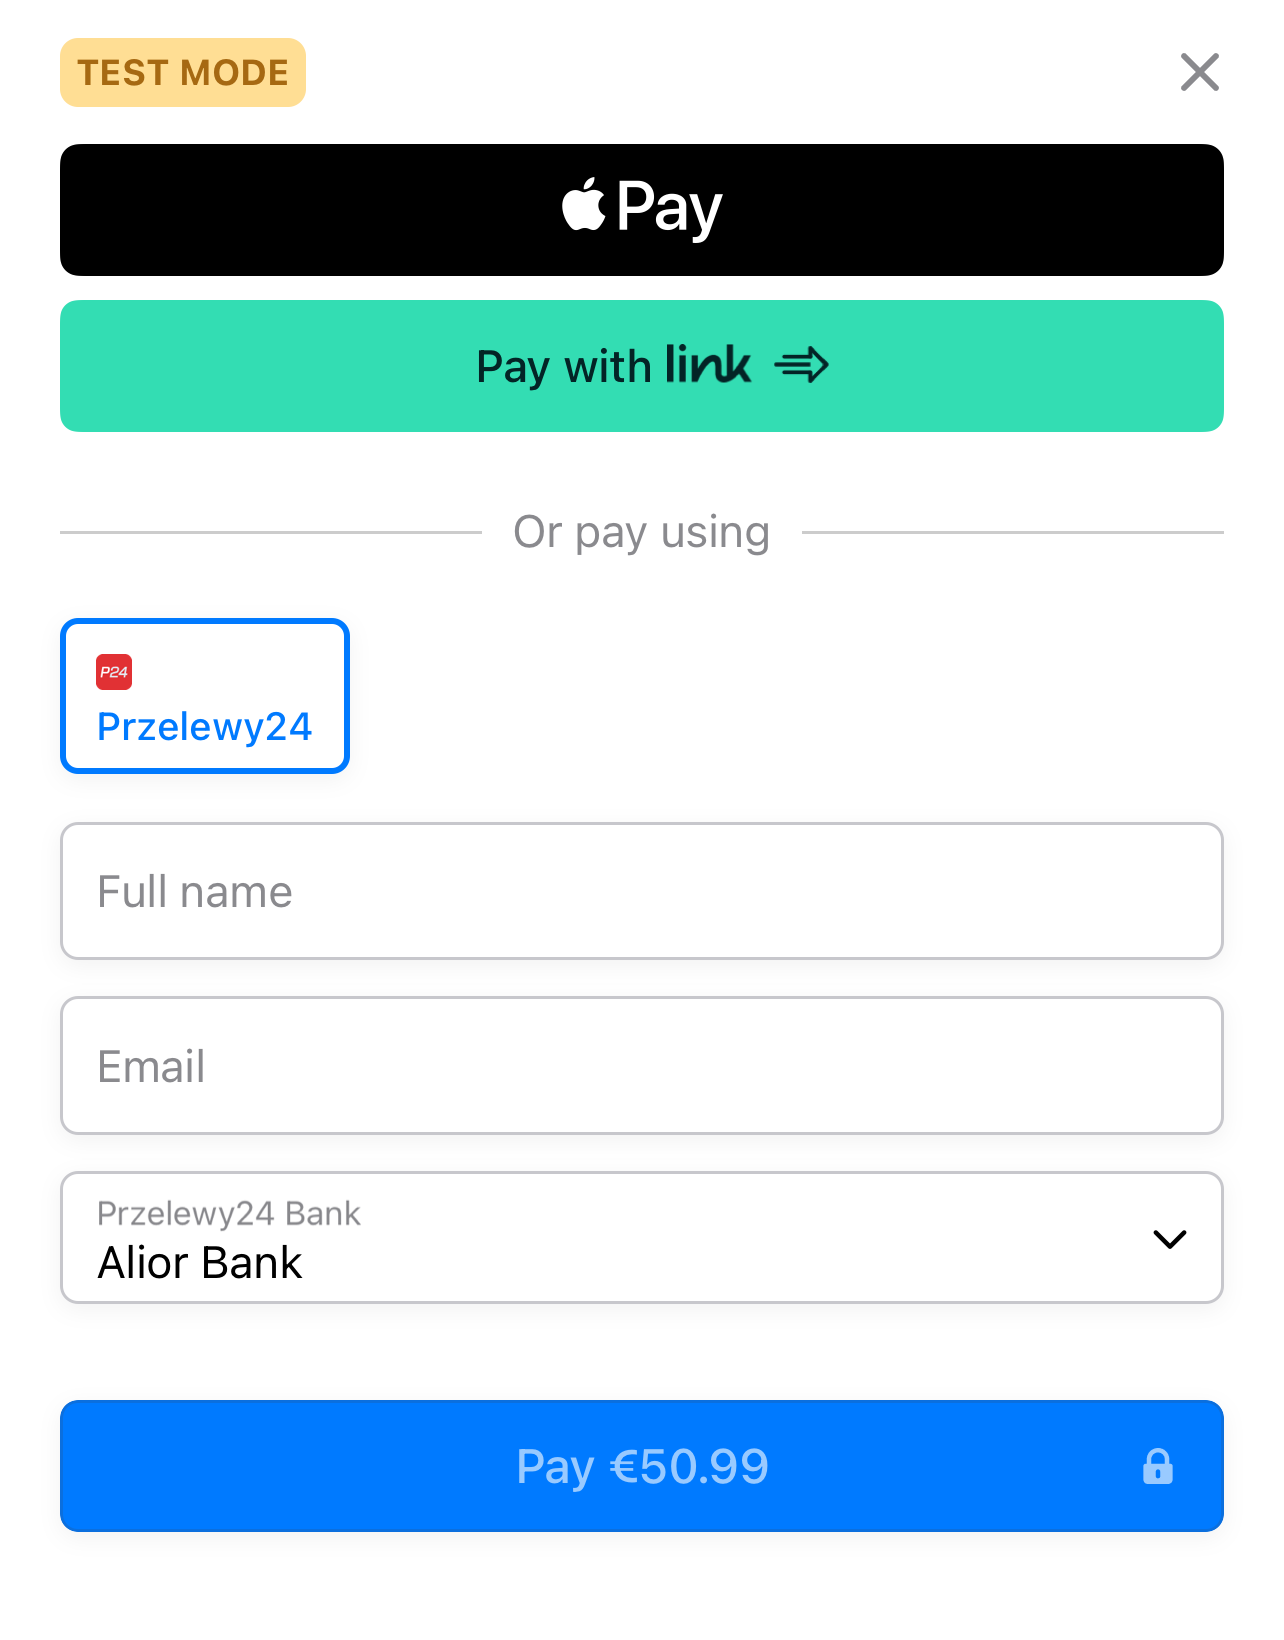 TEST MODE
Pay
Pay with link
Or pay using
P24
Przelewy24
Full name
Email
Przelewy24 Bank
Alior Bank
Pay €50.99